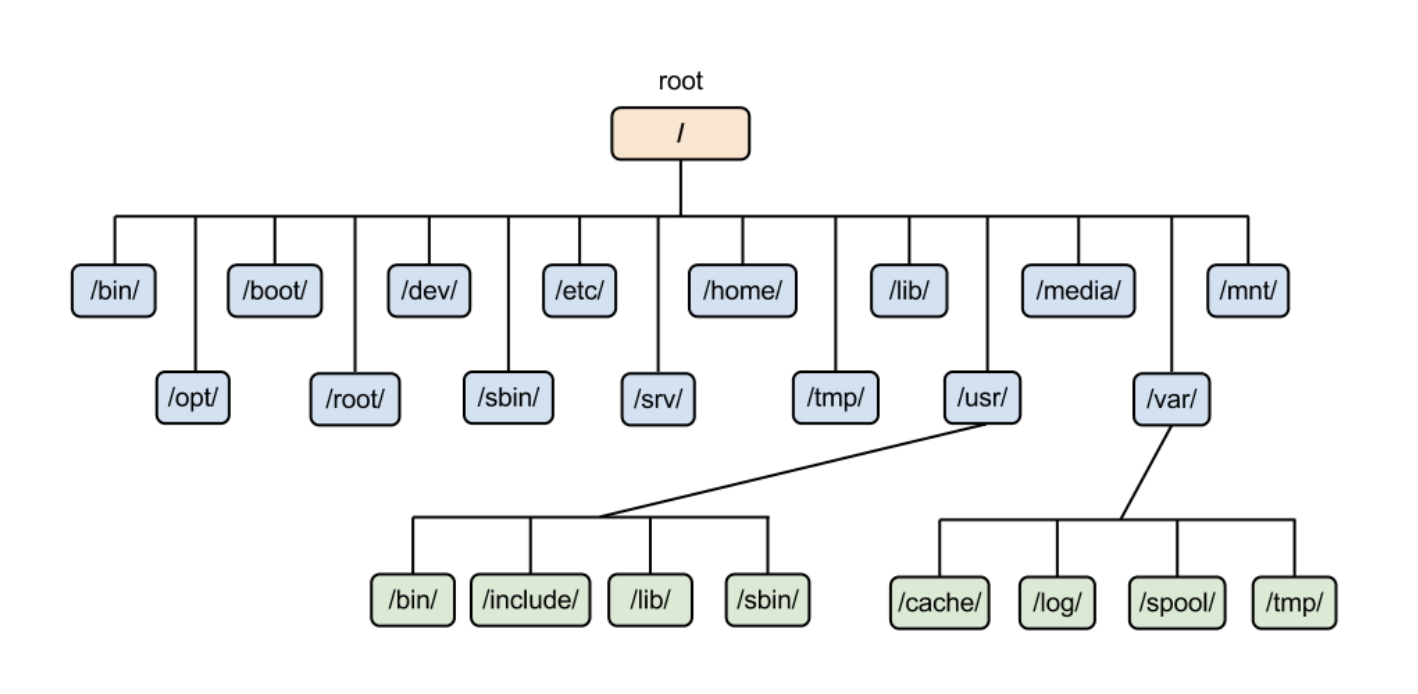 root
/
/bin/
/boot/
/dev/
/etc/
/home/
/lib/
/media/
/mnt/
/opt/
/root/
/sbin/
/srv/
/tmp/
/usr/
/var/
/bin/
/include/
/lib/
/sbin/
/cache/
/log/
/spool/
/tmp/